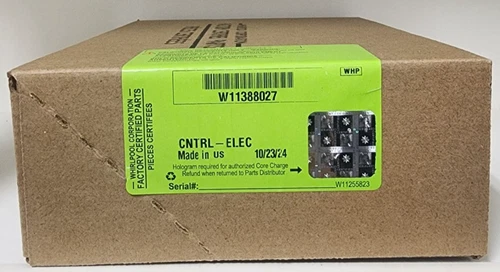 WHP
W11388027
WHIRLPOOL CORPORATION
FACTORY CERTIFIED PARTS
PIECES CERTIFEES
CNTRL-ELEC
Made in US 10/23/24
Hologram required for authorized Core Charge
Refund when returned to Parts Distributor
Serial#:
W11255823